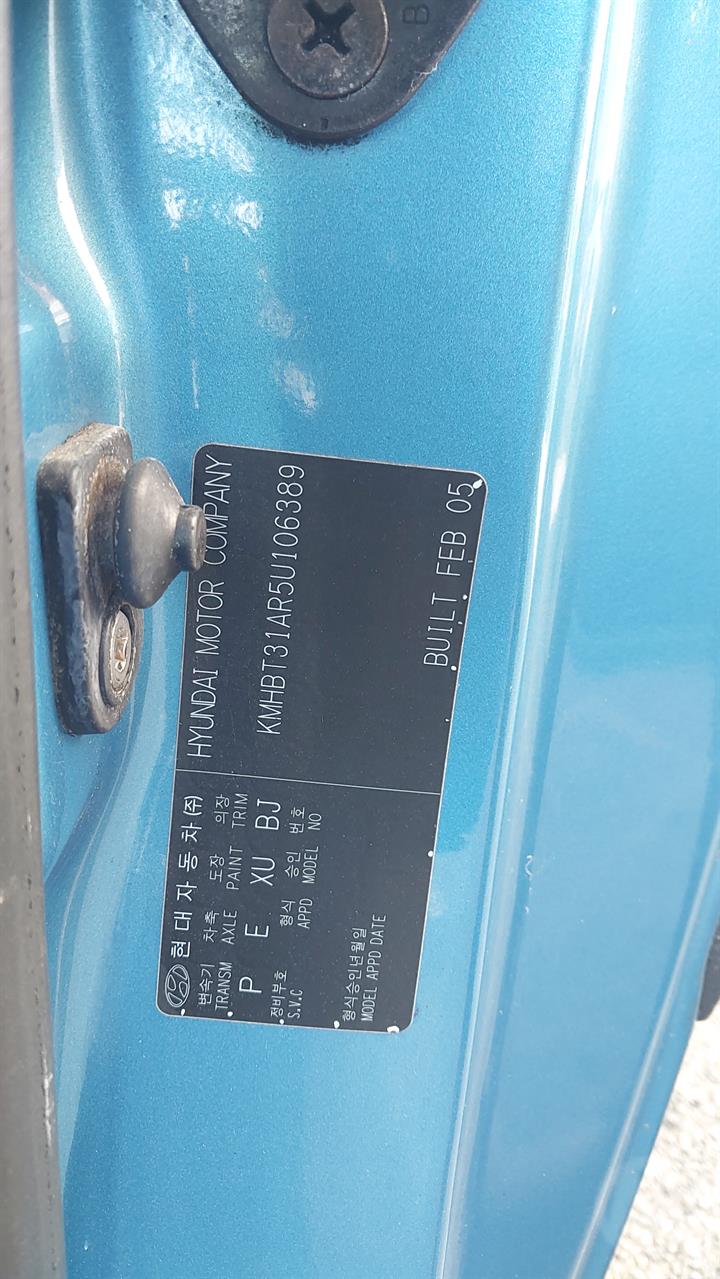 B
현대자동차(주) HYUNDAI MOTOR COMPANY
변속기 차축 도장 의장
TRANSM AXLE PAINT TRIM
P E XU BJ KMHBT31AR5U106389
정비부호 형식 승인 번호
S.V.C APPD MODEL NO
형식승인년월일
MODEL APPD DATE
BUILT FEB 05